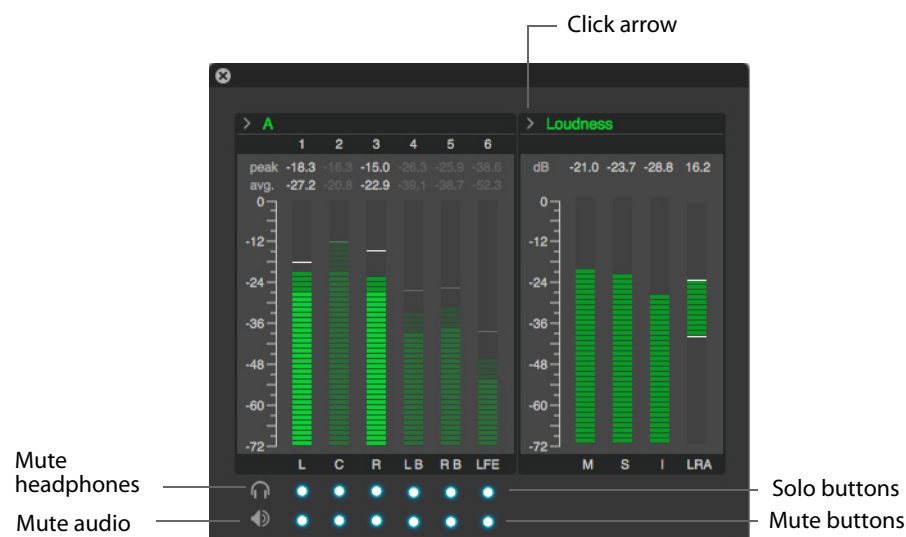 Click arrow
> A
> Loudness
1 2 3 4 5 6
peak -18.3 -16.3 -15.0 -26.3 -25.9 -38.6
dB -21.0 -23.7 -28.8 16.2
avg. -27.2 -20.8 -22.9 -39.1 -38.7 -52.3
0
-12
-24
-36
-48
-60
-72
0
-12
-24
-36
-48
-60
-72
L C R L B R B LFE
M S I LRA
Mute
headphones
Solo buttons
Mute audio
Mute buttons